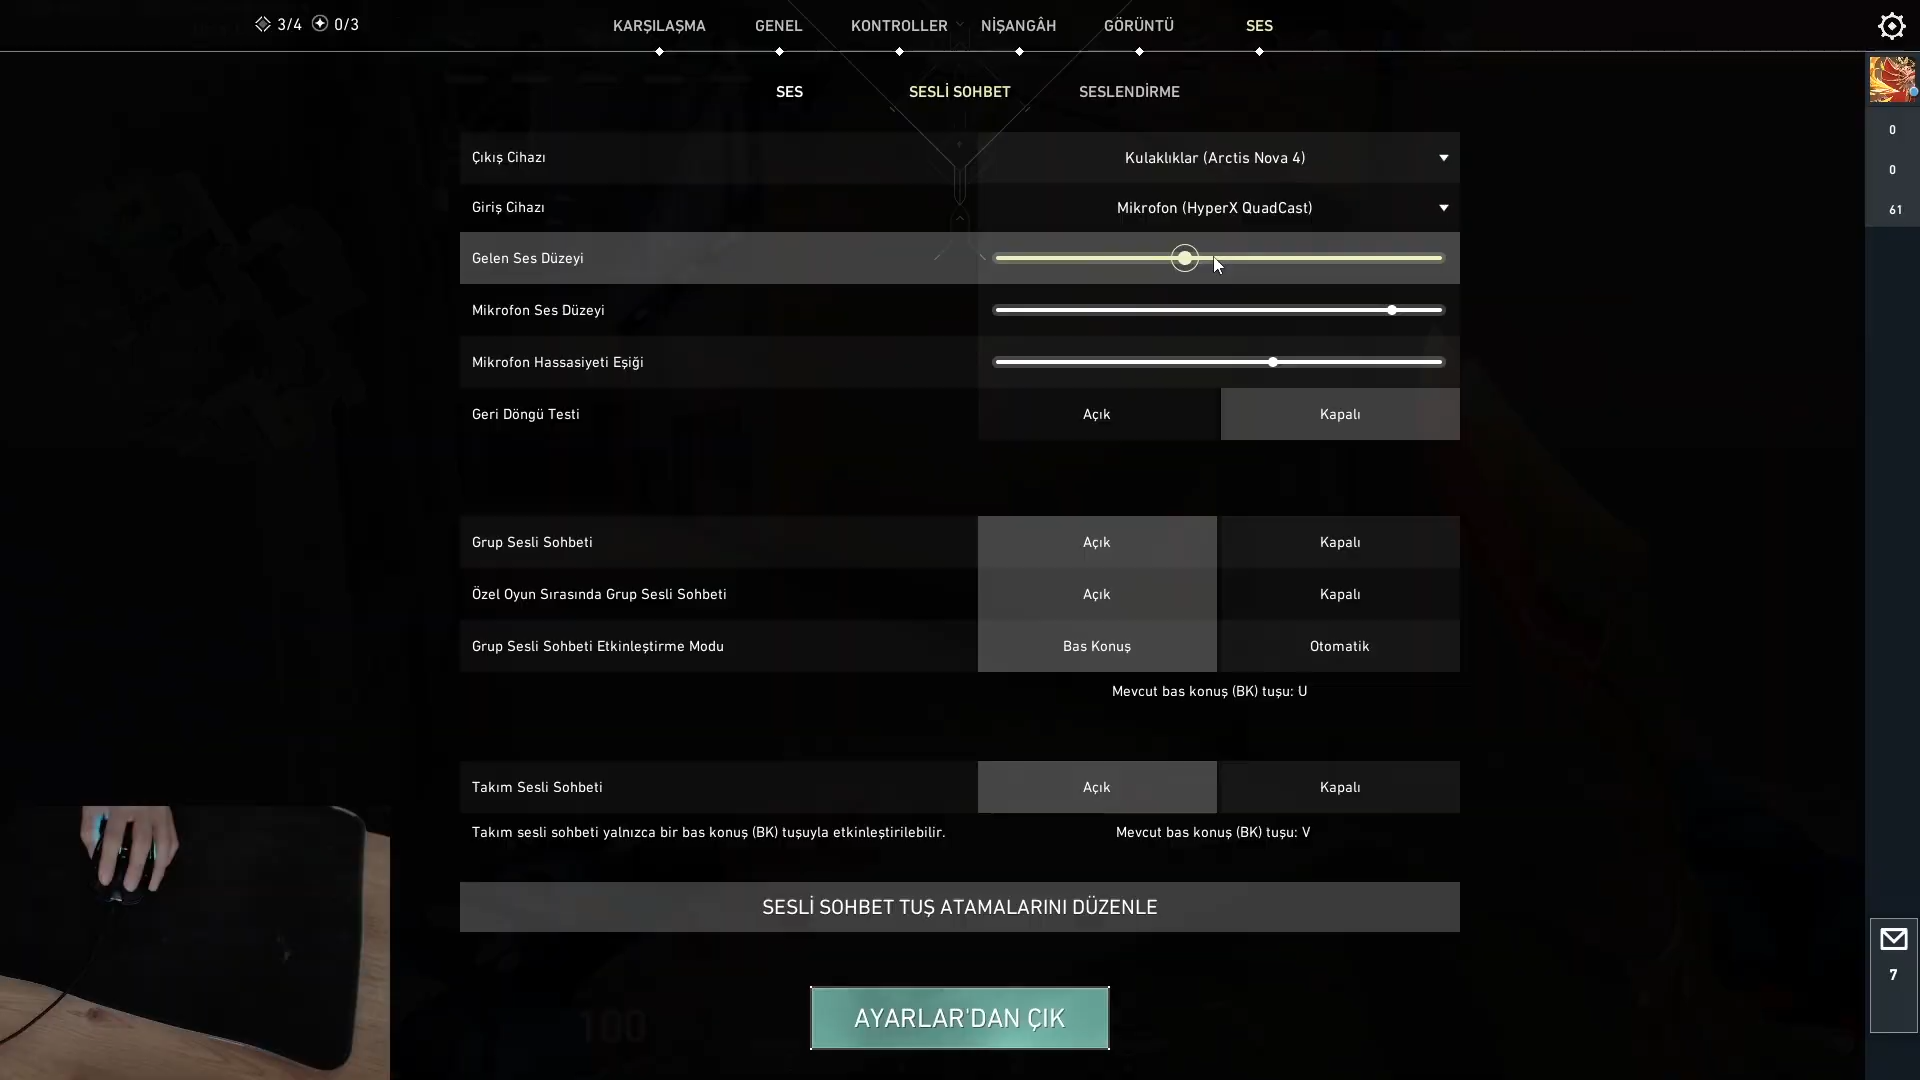 3/4 0/3
KARŞILAŞMA GENEL KONTROLLER NİŞANGÂH GÖRÜNTÜ SES
SES SESLİ SOHBET SESLENDİRME
Çıkış Cihazı Kulaklıklar (Arctis Nova 4)
Giriş Cihazı Mikrofon (HyperX QuadCast)
Gelen Ses Düzeyi
Mikrofon Ses Düzeyi
Mikrofon Hassasiyeti Eşiği
Geri Döngü Testi Açık Kapalı
Grup Sesli Sohbeti Açık Kapalı
Özel Oyun Sırasında Grup Sesli Sohbeti Açık Kapalı
Grup Sesli Sohbeti Etkinleştirme Modu Bas Konuş Otomatik
Mevcut bas konuş (BK) tuşu: U
Takım Sesli Sohbeti Açık Kapalı
Takım sesli sohbeti yalnızca bir bas konuş (BK) tuşuyla etkinleştirilebilir. Mevcut bas konuş (BK) tuşu: V
SESLİ SOHBET TUŞ ATAMALARINI DÜZENLE
100
AYARLAR'DAN ÇIK
0
0
61
7